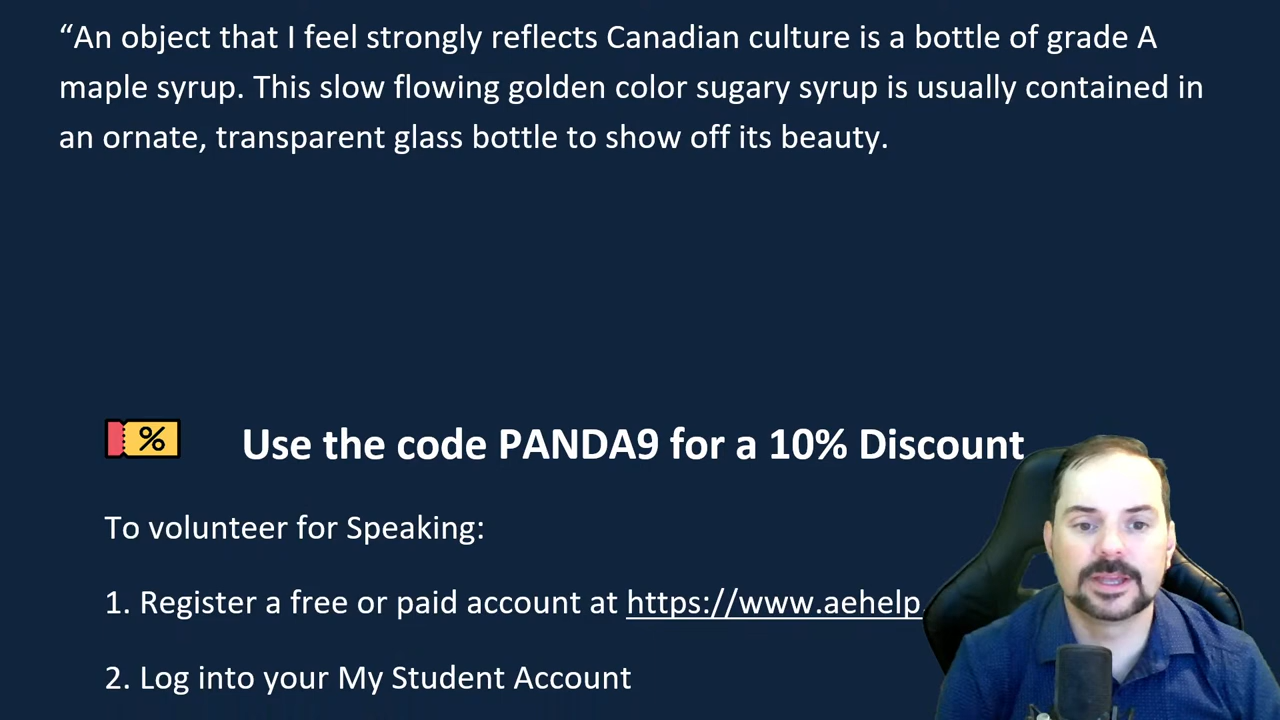 “An object that I feel strongly reflects Canadian culture is a bottle of grade A
maple syrup. This slow flowing golden color sugary syrup is usually contained in
an ornate, transparent glass bottle to show off its beauty.
%
Use the code PANDA9 for a 10% Discount
To volunteer for Speaking:
1. Register a free or paid account at https://www.aehelp
2. Log into your My Student Account